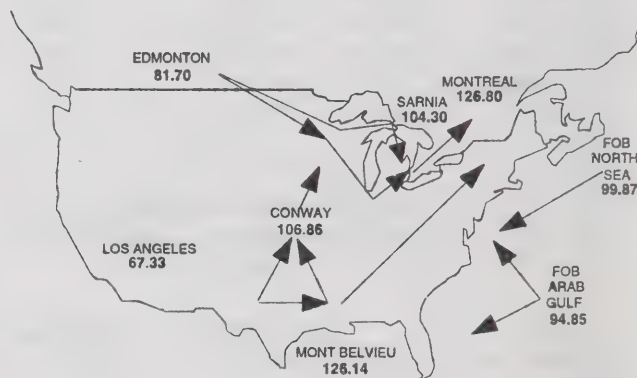 EDMONTON
81.70
MONTREAL
126.80
SARNIA
104.30
FOB
NORTH
SEA
99.87
CONWAY
106.86
LOS ANGELES
67.33
FOB
ARAB
GULF
94.85
MONT BELVIEU
126.14